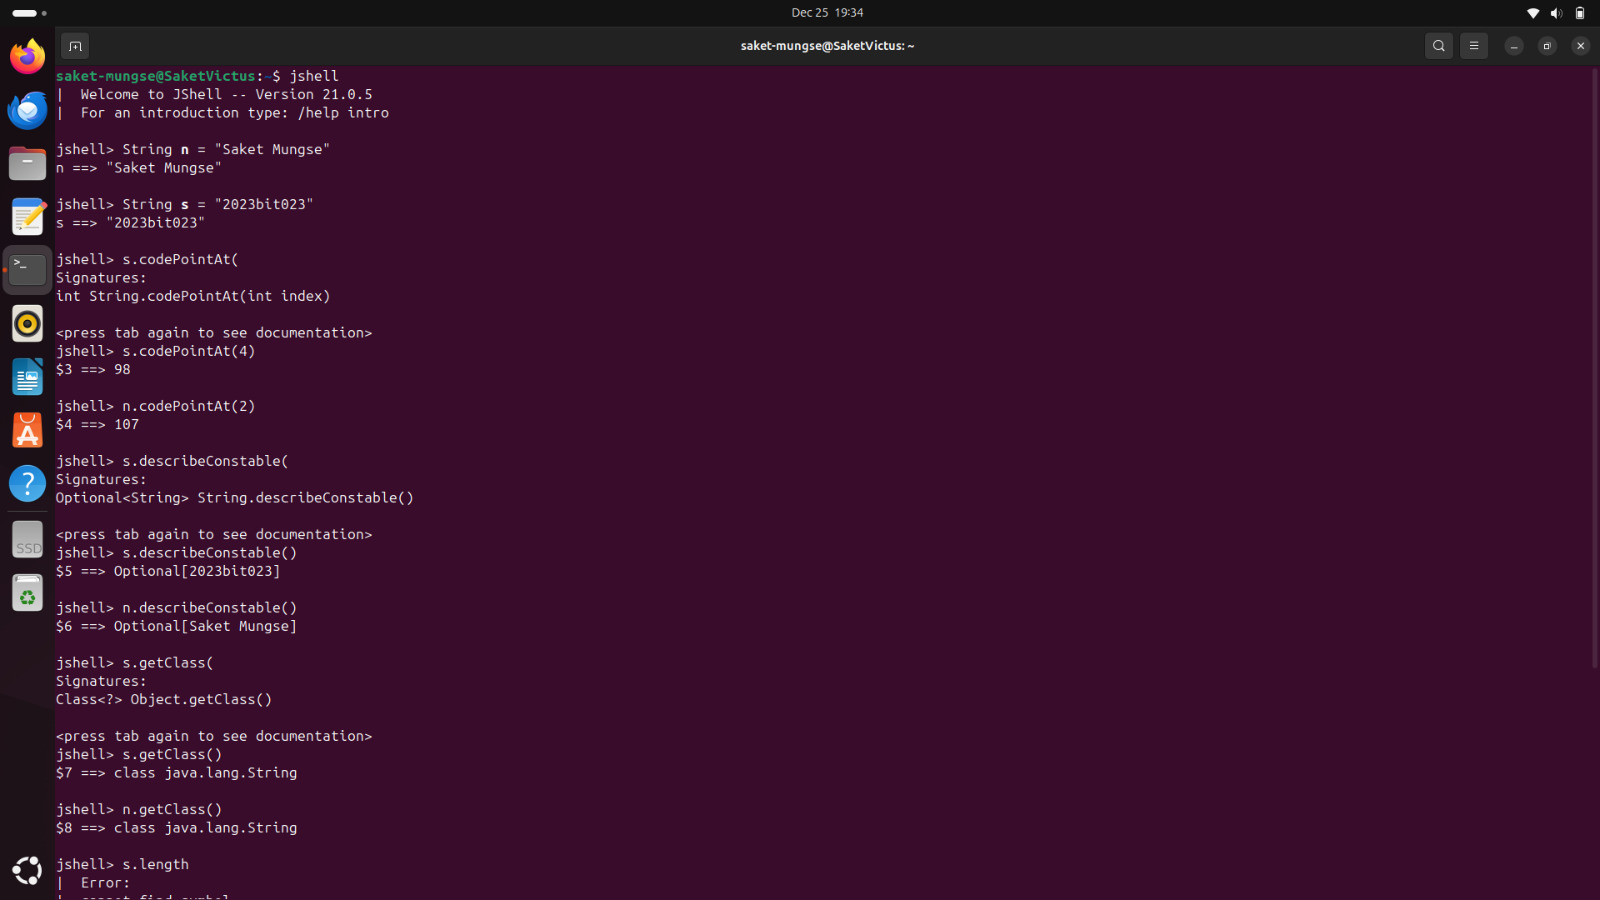 Dec 25 19:34
saket-mungse@SaketVictus: ~
saket-mungse@SaketVictus:~$ jshell
| Welcome to JShell -- Version 21.0.5
| For an introduction type: /help intro
jshell> String n = "Saket Mungse"
n ==> "Saket Mungse"
jshell> String s = "2023bit023"
s ==> "2023bit023"
jshell> s.codePointAt(
Signatures:
int String.codePointAt(int index)
<press tab again to see documentation>
jshell> s.codePointAt(4)
$3 ==> 98
jshell> n.codePointAt(2)
$4 ==> 107
jshell> s.describeConstable(
Signatures:
Optional<String> String.describeConstable()
<press tab again to see documentation>
jshell> s.describeConstable()
$5 ==> Optional[2023bit023]
jshell> n.describeConstable()
$6 ==> Optional[Saket Mungse]
jshell> s.getClass(
Signatures:
Class<?> Object.getClass()
<press tab again to see documentation>
jshell> s.getClass()
$7 ==> class java.lang.String
jshell> n.getClass()
$8 ==> class java.lang.String
jshell> s.length
| Error:
SSD